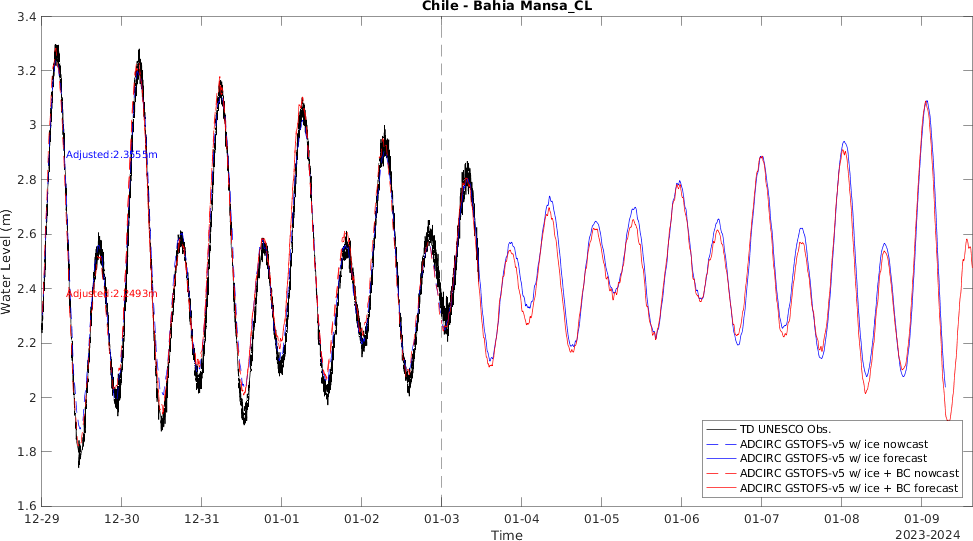 Chile - Bahia Mansa_CL
Water Level (m)
3.4
3.2
3
2.8
2.6
2.4
2.2
2
1.8
1.6
Adjusted:2.3655m
Adjusted:2.2493m
TD UNESCO Obs.
ADCIRC GSTOFS-v5 w/ ice nowcast
ADCIRC GSTOFS-v5 w/ ice forecast
ADCIRC GSTOFS-v5 w/ ice + BC nowcast
ADCIRC GSTOFS-v5 w/ ice + BC forecast
12-29 12-30 12-31 01-01 01-02 01-03 01-04 01-05 01-06 01-07 01-08 01-09
Time
2023-2024